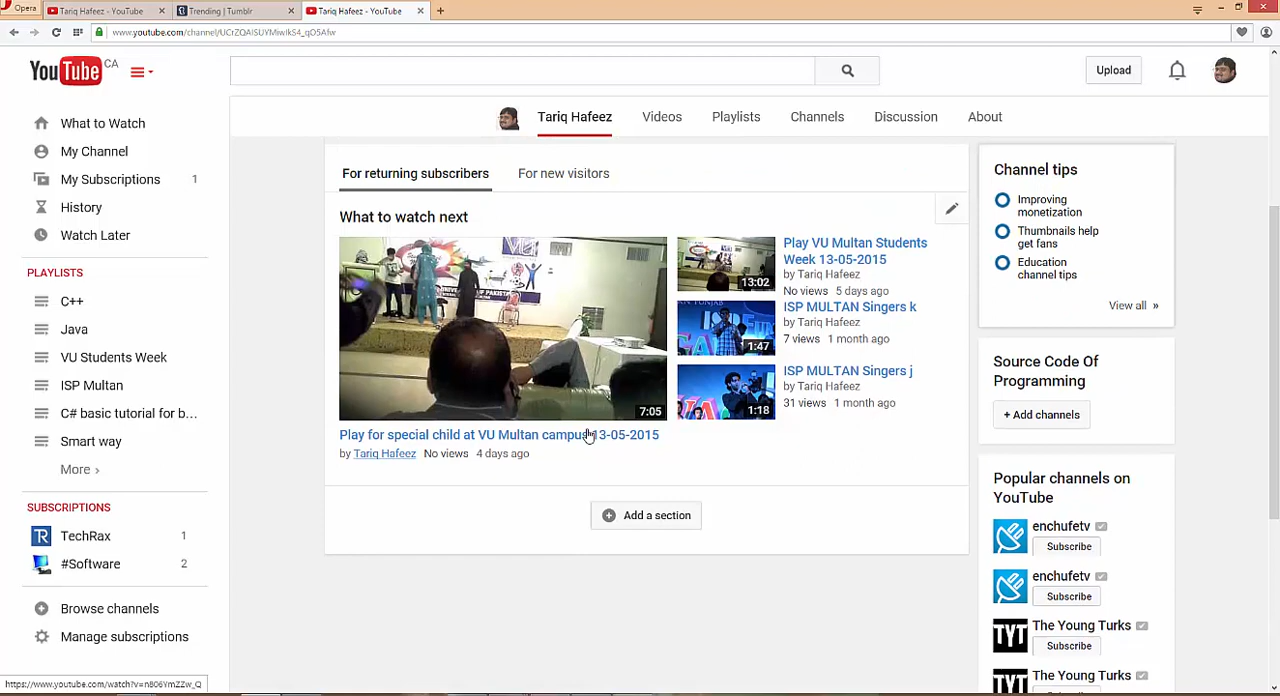 Opera
Tariq Hafeez - YouTube
Trending | Tumblr
Tariq Hafeez - YouTube
YouTube CA
Upload
What to Watch
My Channel
My Subscriptions 1
History
Watch Later
PLAYLISTS
C++
Java
VU Students Week
ISP Multan
C# basic tutorial for b...
Smart way
More ›
SUBSCRIPTIONS
TechRax 1
#Software 2
Browse channels
Manage subscriptions
Tariq Hafeez
Videos
Playlists
Channels
Discussion
About
For returning subscribers
For new visitors
What to watch next
7:05
Play for special child at VU Multan campus 13-05-2015
by Tariq Hafeez No views 4 days ago
13:02
Play VU Multan Students
Week 13-05-2015
by Tariq Hafeez
No views 5 days ago
1:47
ISP MULTAN Singers k
by Tariq Hafeez
7 views 1 month ago
1:18
ISP MULTAN Singers j
by Tariq Hafeez
31 views 1 month ago
Add a section
Channel tips
Improving
monetization
Thumbnails help
get fans
Education
channel tips
View all »
Source Code Of
Programming
+ Add channels
Popular channels on
YouTube
enchufetv
Subscribe
enchufetv
Subscribe
TYT
The Young Turks
Subscribe
TYT
The Young Turks